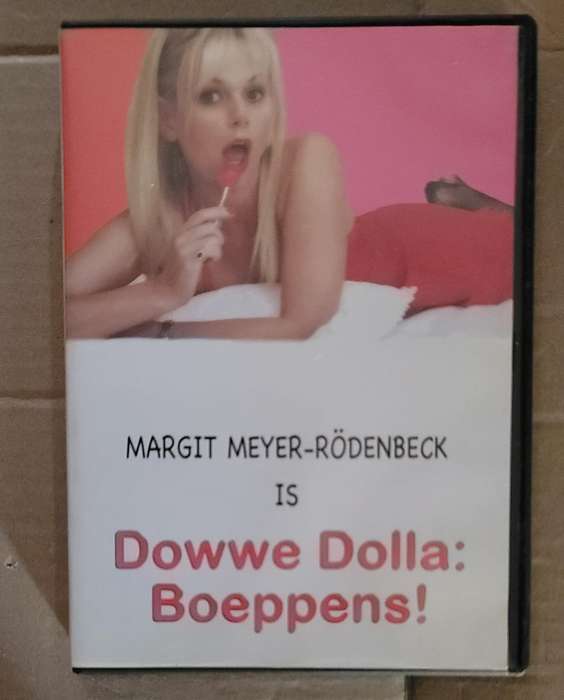 MARGIT MEYER-RÖDENBECK
IS
Dowwe Dolla:
Boeppens!